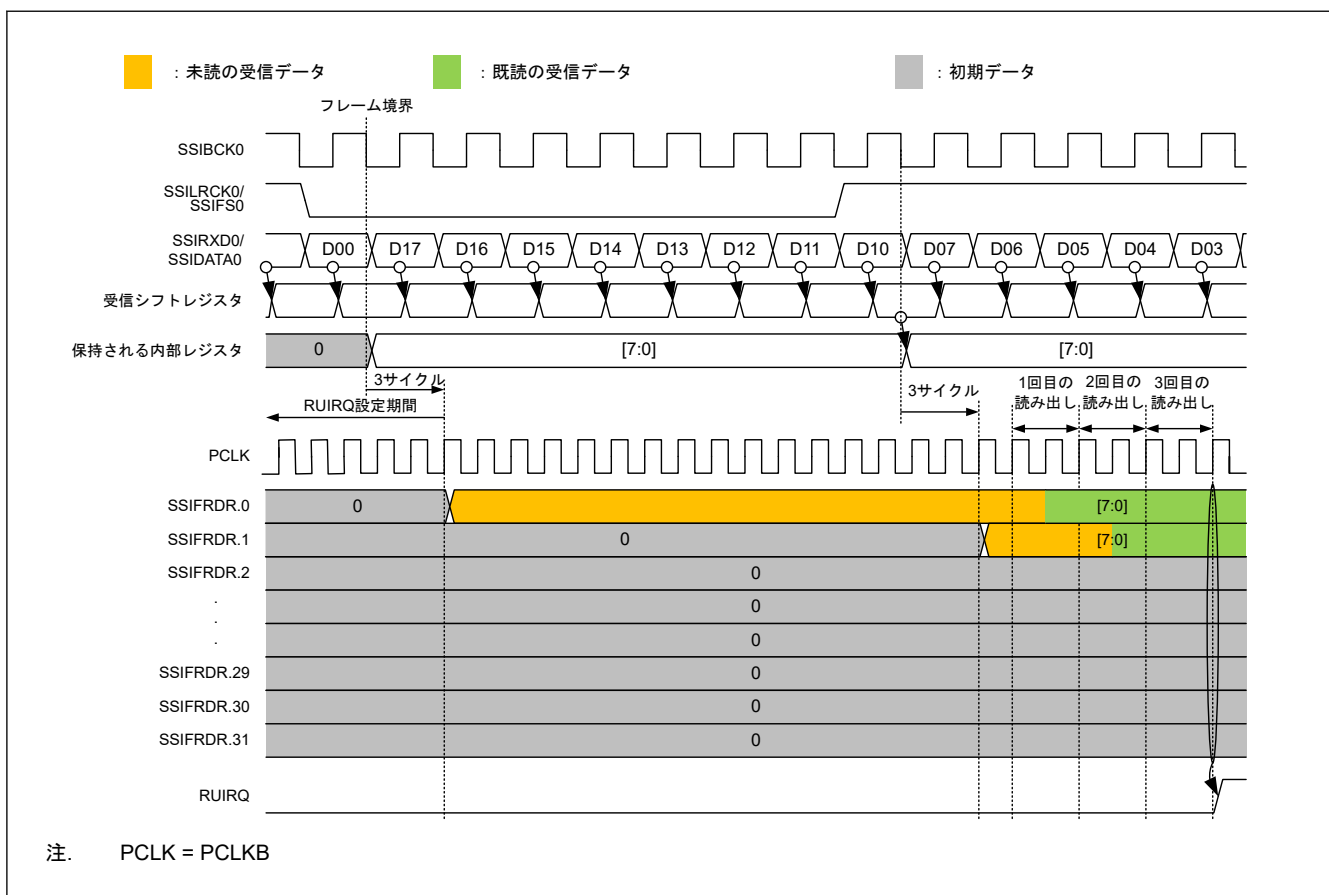 ：未読の受信データ ：既読の受信データ ：初期データ
フレーム境界
SSIBCK0
SSILRCK0/
SSIFS0
SSIRXD0/
SSIDATA0
D00 D17 D16 D15 D14 D13 D12 D11 D10 D07 D06 D05 D04 D03
受信シフトレジスタ
保持される内部レジスタ 0 [7:0] [7:0]
3サイクル 3サイクル
RUIRQ設定期間
1回目の
読み出し
2回目の
読み出し
3回目の
読み出し
PCLK
SSIFRDR.0 0 [7:0]
SSIFRDR.1 0 [7:0]
SSIFRDR.2 0
. 0
.
. 0
SSIFRDR.29 0
SSIFRDR.30 0
SSIFRDR.31 0
RUIRQ
注. PCLK = PCLKB